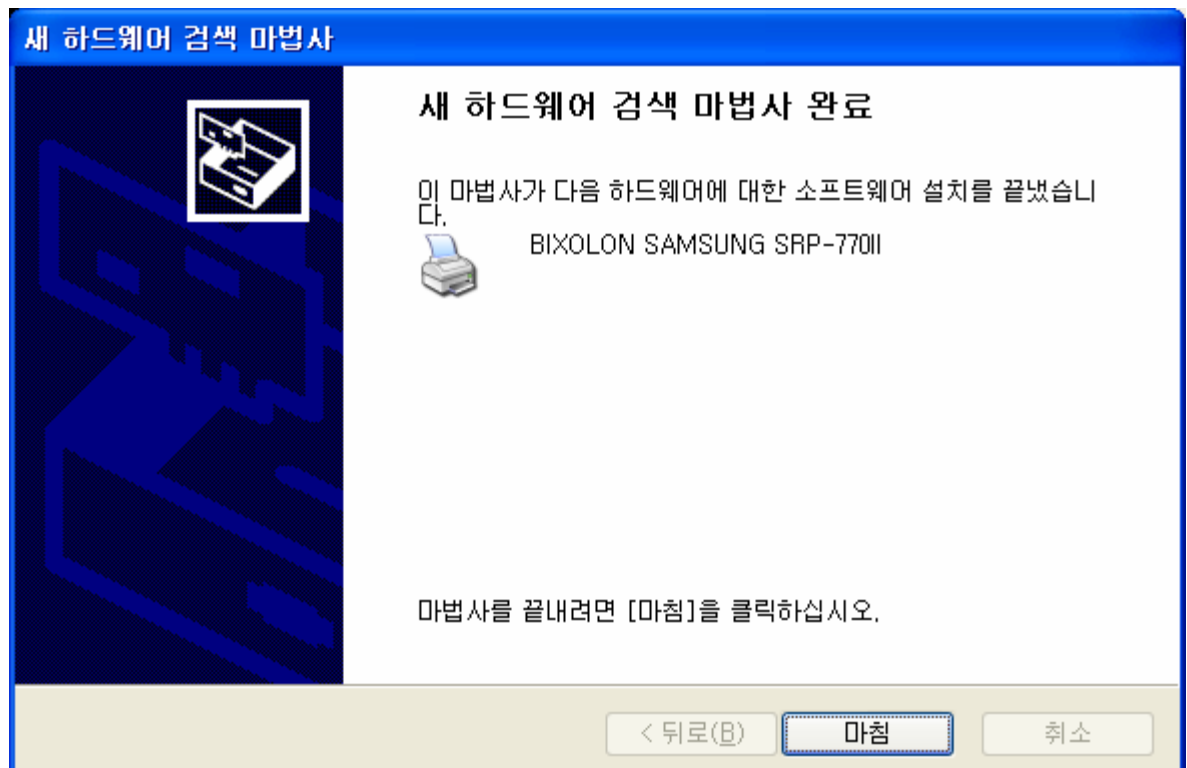 새 하드웨어 검색 마법사
새 하드웨어 검색 마법사 완료
이 마법사가 다음 하드웨어에 대한 소프트웨어 설치를 끝냈습니
다.
BIXOLON SAMSUNG SRP-770II
마법사를 끝내려면 [마침]을 클릭하십시오.
< 뒤로(B) 마침 취소